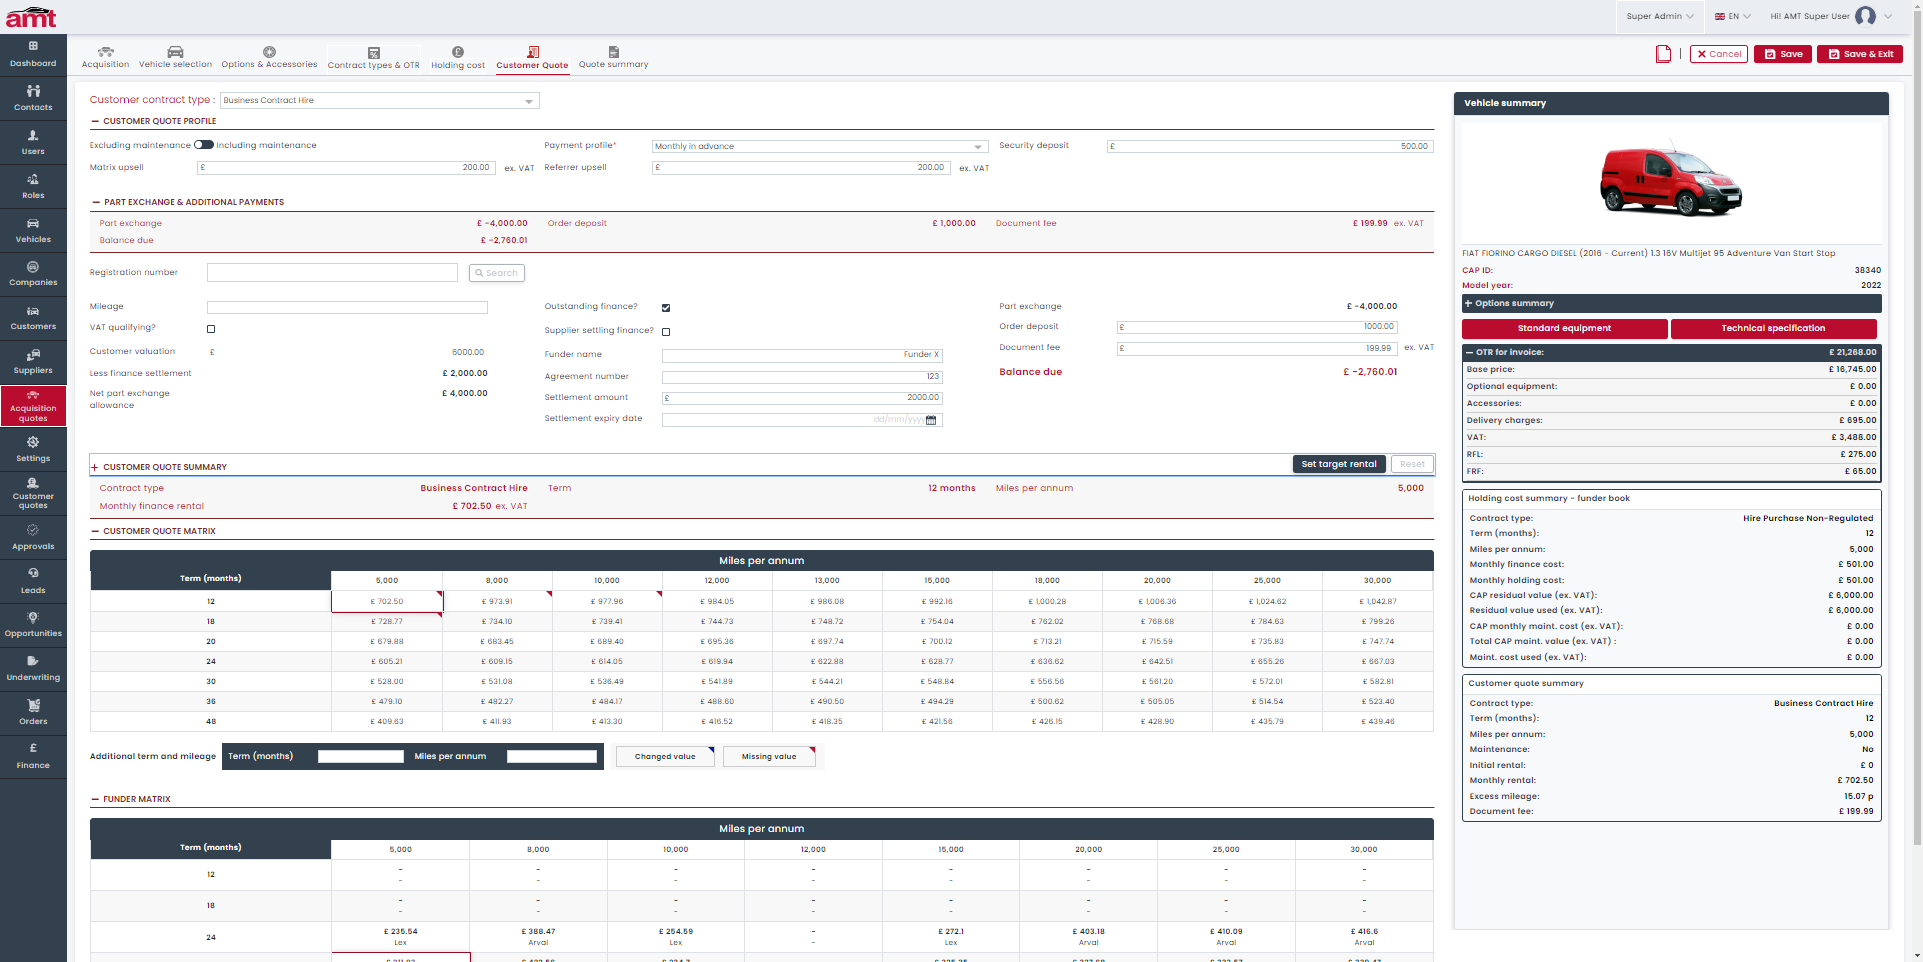 amt
Super Admin
EN
Hi! AMT Super User
Dashboard
Contacts
Users
Roles
Vehicles
Companies
Customers
Suppliers
Acquisition quotes
Settings
Customer quotes
Approvals
Leads
Opportunities
Underwriting
Orders
Finance
Acquisition
Vehicle selection
Options & Accessories
Contract types & OTR
Holding cost
Customer Quote
Quote summary
Cancel
Save
Save & Exit
Customer contract type : Business Contract Hire
CUSTOMER QUOTE PROFILE
Excluding maintenance Including maintenance
Payment profile* Monthly in advance
Security deposit £ 500.00
Matrix upsell £ 200.00 ex. VAT
Referrer upsell £ 200.00 ex. VAT
PART EXCHANGE & ADDITIONAL PAYMENTS
Part exchange £ -4,000.00 Order deposit £ 1,000.00 Document fee £ 199.99 ex. VAT
Balance due £ -2,760.01
Registration number Search
Mileage
VAT qualifying?
Customer valuation £ 6000.00
Less finance settlement £ 2,000.00
Net part exchange allowance £ 4,000.00
Outstanding finance?
Supplier settling finance?
Funder name Funder X
Agreement number 123
Settlement amount £ 2000.00
Settlement expiry date dd/mm/yyyy
Part exchange £ -4,000.00
Order deposit £ 1000.00
Document fee £ 199.99 ex. VAT
Balance due £ -2,760.01
CUSTOMER QUOTE SUMMARY Set target rental Reset
Contract type Business Contract Hire Term 12 months Miles per annum 5,000
Monthly finance rental £ 702.50 ex. VAT
CUSTOMER QUOTE MATRIX
Miles per annum
Term (months) 5,000 8,000 10,000 12,000 13,000 15,000 18,000 20,000 25,000 30,000
12 £ 702.50 £ 973.91 £ 977.96 £ 984.05 £ 986.08 £ 992.16 £ 1,000.28 £ 1,006.36 £ 1,024.62 £ 1,042.87
18 £ 728.77 £ 734.10 £ 739.41 £ 744.73 £ 748.72 £ 754.04 £ 762.02 £ 768.68 £ 784.63 £ 799.26
20 £ 679.88 £ 683.45 £ 689.40 £ 695.36 £ 697.74 £ 700.12 £ 713.21 £ 715.59 £ 735.83 £ 747.74
24 £ 605.21 £ 609.15 £ 614.05 £ 619.94 £ 622.88 £ 628.77 £ 636.62 £ 642.51 £ 655.26 £ 667.03
30 £ 528.00 £ 531.08 £ 536.49 £ 541.89 £ 544.21 £ 548.84 £ 556.56 £ 561.20 £ 572.01 £ 582.81
36 £ 479.10 £ 482.27 £ 484.17 £ 488.60 £ 490.50 £ 494.29 £ 500.62 £ 505.05 £ 514.54 £ 523.40
48 £ 409.63 £ 411.93 £ 413.30 £ 416.52 £ 418.35 £ 421.56 £ 426.15 £ 428.90 £ 435.79 £ 439.46
Additional term and mileage Term (months) Miles per annum Changed value Missing value
FUNDER MATRIX
Miles per annum
Term (months) 5,000 8,000 10,000 12,000 15,000 20,000 25,000 30,000
12 - - - - - - - -
- - - - - - - -
18 - - - - - - - -
- - - - - - - -
24 £ 235.54 £ 388.47 £ 254.59 - £ 272.1 £ 403.18 £ 410.09 £ 416.6
Lex Arval Lex - Lex Arval Arval Arval
Vehicle summary
FIAT FIORINO CARGO DIESEL (2016 - Current) 1.3 16V Multijet 95 Adventure Van Start Stop
CAP ID: 38340
Model year: 2022
Options summary
Standard equipment Technical specification
OTR for invoice: £ 21,268.00
Base price: £ 16,745.00
Optional equipment: £ 0.00
Accessories: £ 0.00
Delivery charges: £ 695.00
VAT: £ 3,488.00
RFL: £ 275.00
FRF: £ 65.00
Holding cost summary - funder book
Contract type: Hire Purchase Non-Regulated
Term (months): 12
Miles per annum: 5,000
Monthly finance cost: £ 501.00
Monthly holding cost: £ 501.00
CAP residual value (ex. VAT): £ 6,000.00
Residual value used (ex. VAT): £ 6,000.00
CAP monthly maint. cost (ex. VAT): £ 0.00
Total CAP maint. value (ex. VAT) : £ 0.00
Maint. cost used (ex. VAT): £ 0.00
Customer quote summary
Contract type: Business Contract Hire
Term (months): 12
Miles per annum: 5,000
Maintenance: No
Initial rental: £ 0
Monthly rental: £ 702.50
Excess mileage: 15.07 p
Document fee: £ 199.99